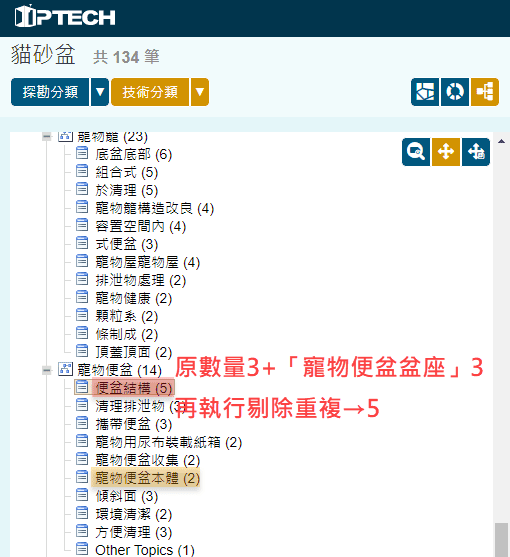 IPTECH
貓砂盆 共 134 筆
探勘分類 ▼ 技術分類 ▼
寵物籠 (23)
底盆底部 (6)
組合式 (5)
於清理 (5)
寵物籠構造改良 (4)
容置空間內 (4)
式便盆 (3)
寵物屋寵物屋 (4)
排泄物處理 (2)
寵物健康 (2)
顆粒系 (2)
條制成 (2)
頂蓋頂面 (2)
寵物便盆 (14)
原數量3+「寵物便盆盆座」3
便盆結構 (5)
清理排泄物 (3)
再執行剔除重複→5
攜帶便盆 (3)
寵物用尿布裝載紙箱 (2)
寵物便盆收集 (2)
寵物便盆本體 (2)
傾斜面 (3)
環境清潔 (2)
方便清理 (3)
Other Topics (1)